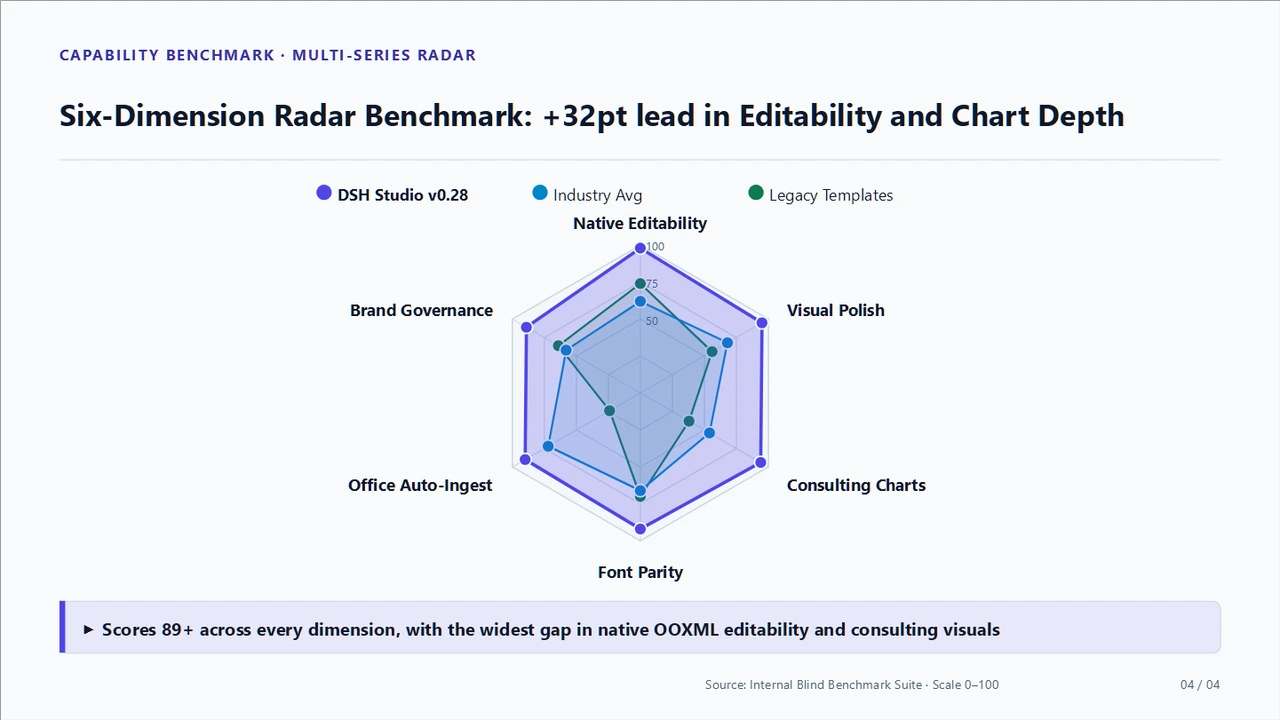 CAPABILITY BENCHMARK · MULTI-SERIES RADAR
Six-Dimension Radar Benchmark: +32pt lead in Editability and Chart Depth
DSH Studio v0.28
Industry Avg
Legacy Templates
Native Editability
100
75
50
Brand Governance
Visual Polish
Office Auto-Ingest
Consulting Charts
Font Parity
► Scores 89+ across every dimension, with the widest gap in native OOXML editability and consulting visuals
Source: Internal Blind Benchmark Suite · Scale 0–100
04 / 04